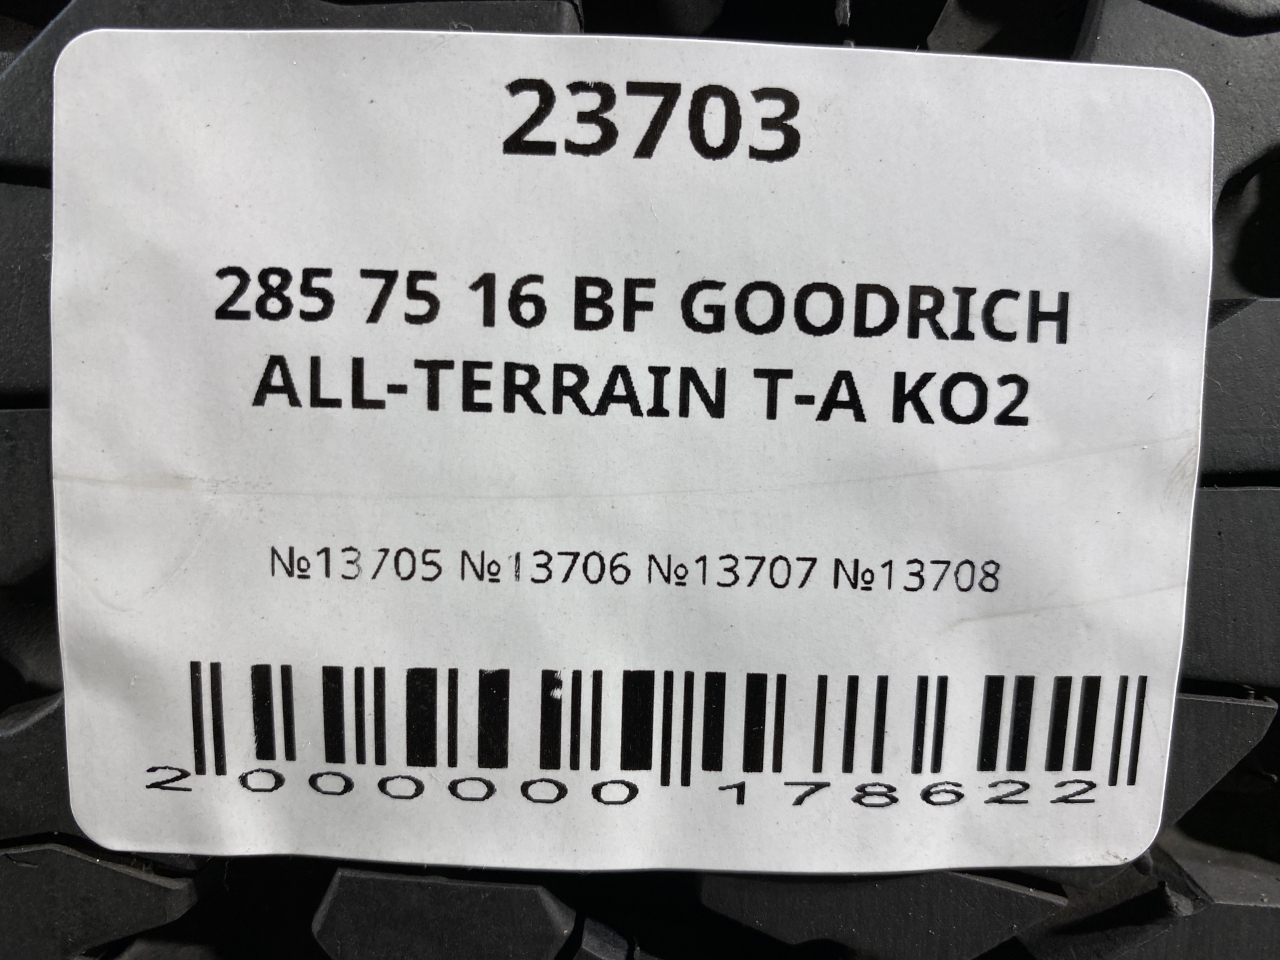 23703
285 75 16 BF GOODRICH
ALL-TERRAIN T-A KO2
№13705 №13706 №13707 №13708
2 000000 178622